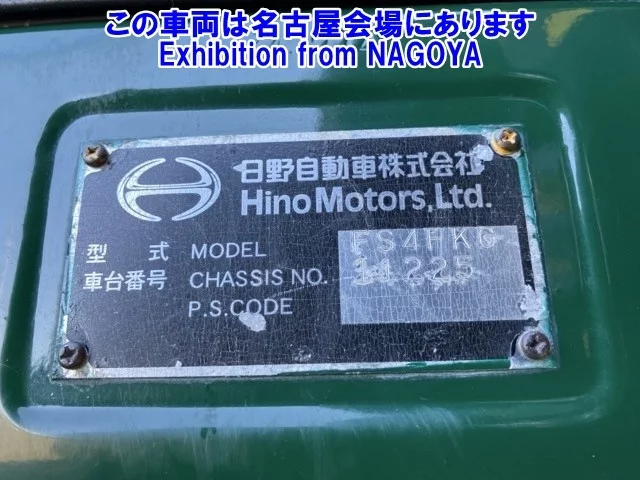 この車両は名古屋会場にあります
Exhibition from NAGOYA
日野自動車株式会社
Hino Motors, Ltd.
型式 MODEL FS4FKG
車台番号 CHASSIS NO. 11225
P.S.CODE